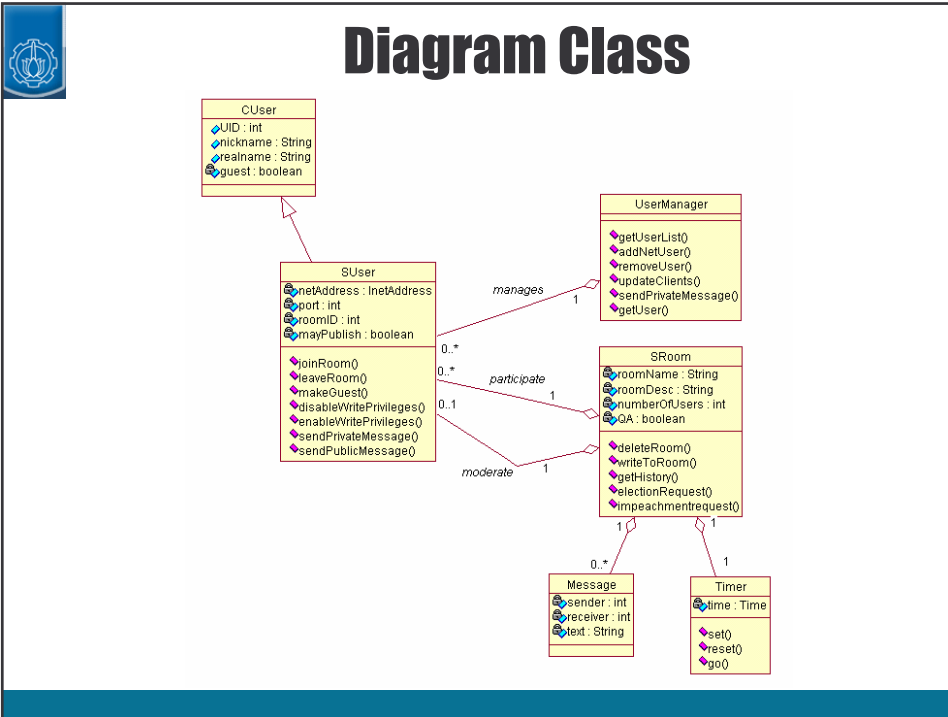 Diagram Class
CUser
UID : int
nickname : String
realname : String
guest : boolean
SUser
netAddress : InetAddress
port : int
roomID : int
mayPublish : boolean
joinRoom()
leaveRoom()
makeGuest()
disableWritePrivileges()
enableWritePrivileges()
sendPrivateMessage()
sendPublicMessage()
manages
1
0..*
UserManager
getUserList()
addNetUser()
removeUser()
updateClients()
sendPrivateMessage()
getUser()
0..*
participate
1
0..1
moderate
1
SRoom
roomName : String
roomDesc : String
numberOfUsers : int
QA : boolean
deleteRoom()
writeToRoom()
getHistory()
electionRequest()
impeachmentrequest()
1
1
0..*
1
Message
sender : int
receiver : int
text : String
Timer
time : Time
set()
reset()
go()